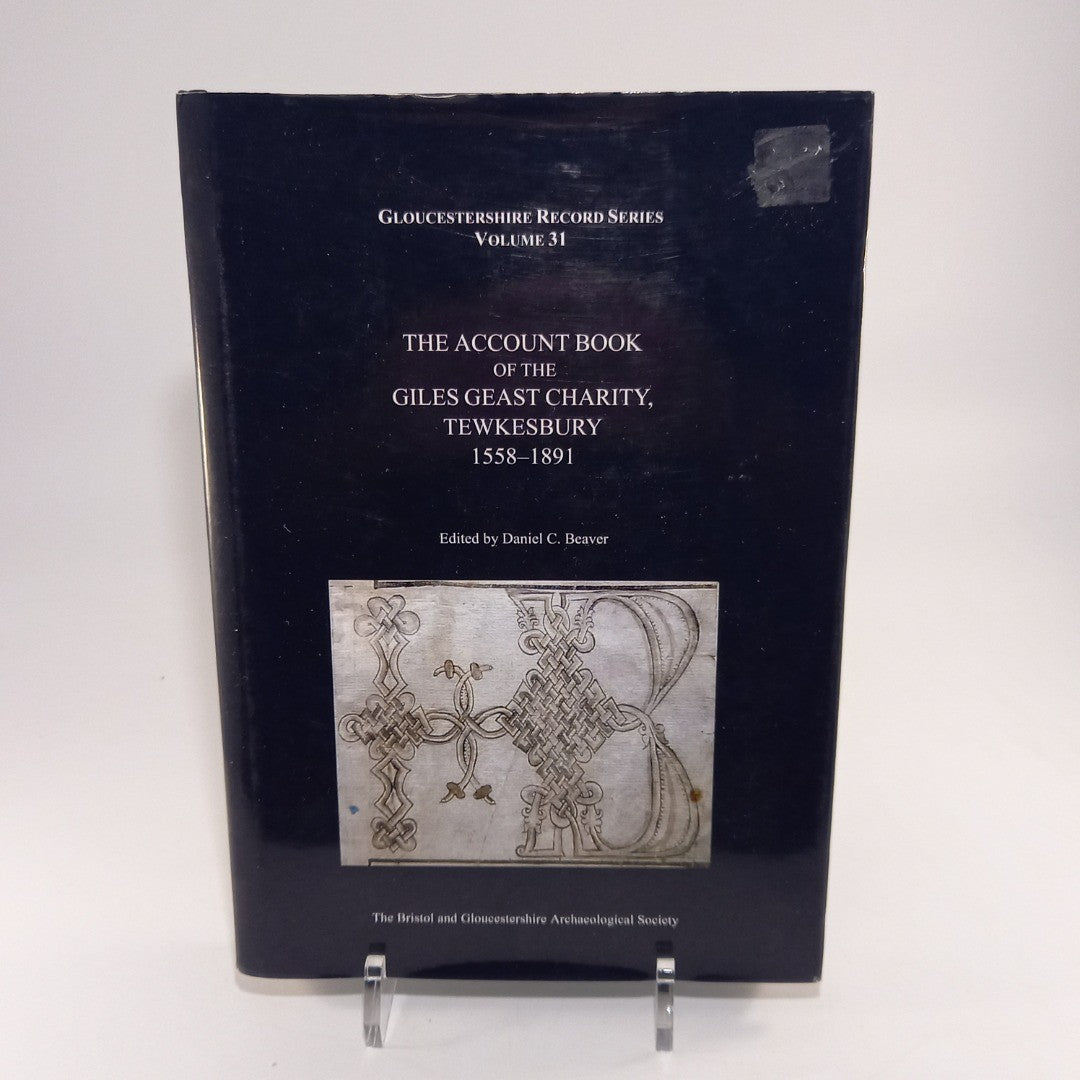 GLOUCESTERSHIRE RECORD SERIES
VOLUME 31
THE ACCOUNT BOOK
OF THE
GILES GEAST CHARITY,
TEWKESBURY
1558–1891
Edited by Daniel C. Beaver
The Bristol and Gloucestershire Archaeological Society